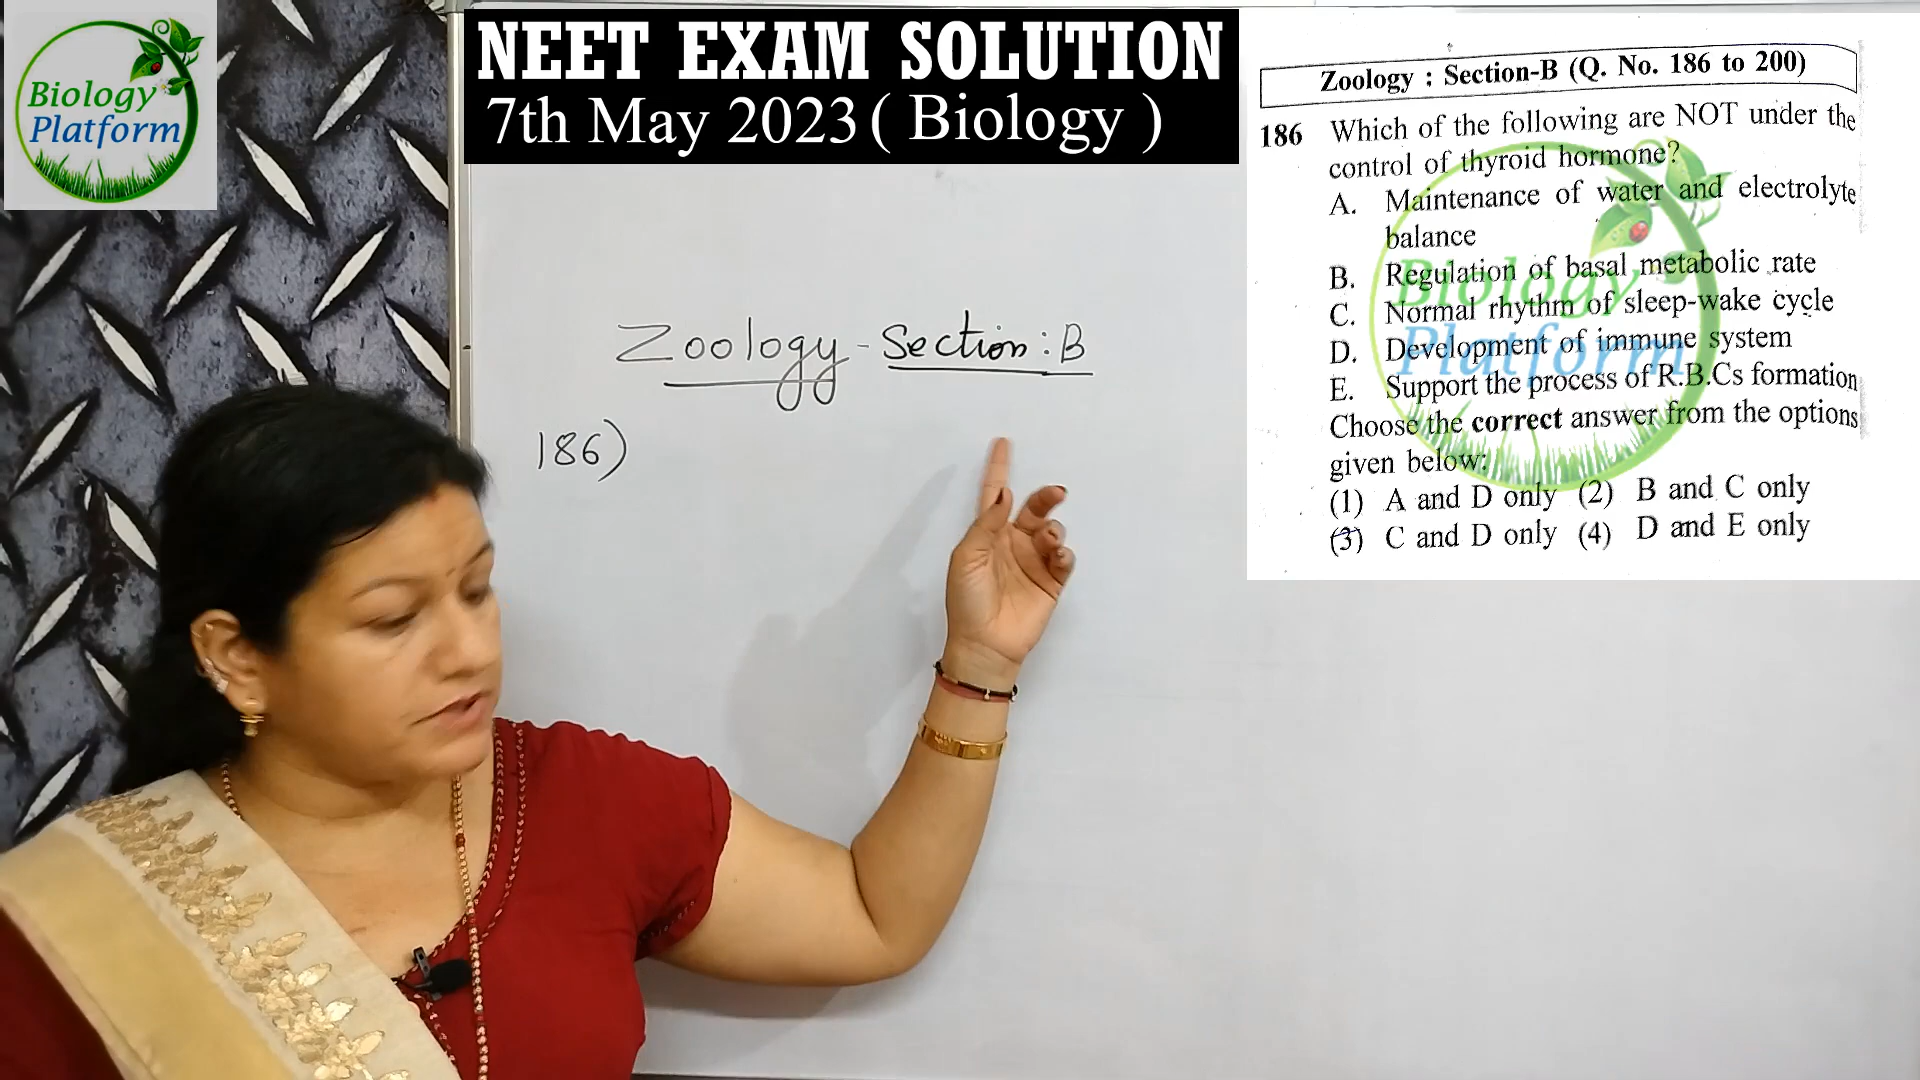 Biology
Platform
NEET EXAM SOLUTION
7th May 2023 ( Biology )
Zoology - Section : B
186)
Zoology : Section-B (Q. No. 186 to 200)
186 Which of the following are NOT under the
control of thyroid hormone?
A. Maintenance of water and electrolyte
balance
B. Regulation of basal metabolic rate
C. Normal rhythm of sleep-wake cycle
D. Development of immune system
E. Support the process of R.B.Cs formation
Choose the correct answer from the options
given below:
(1) A and D only (2) B and C only
(3) C and D only (4) D and E only
Biology
Platform